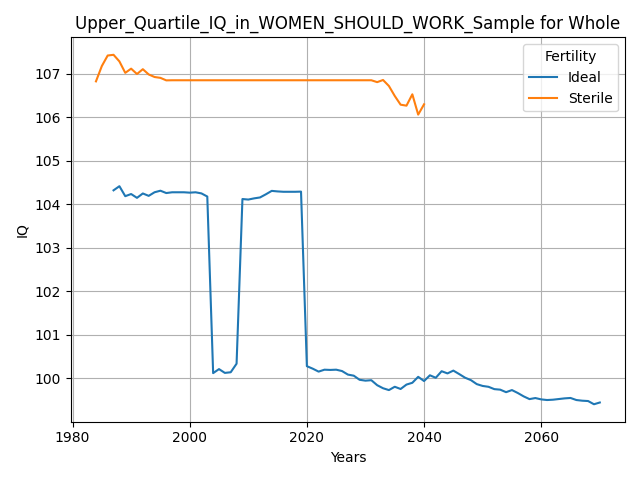 Upper_Quartile_IQ_in_WOMEN_SHOULD_WORK_Sample for Whole
Fertility
Ideal
Sterile
107
106
105
104
103
102
101
100
IQ
1980
2000
2020
2040
2060
Years